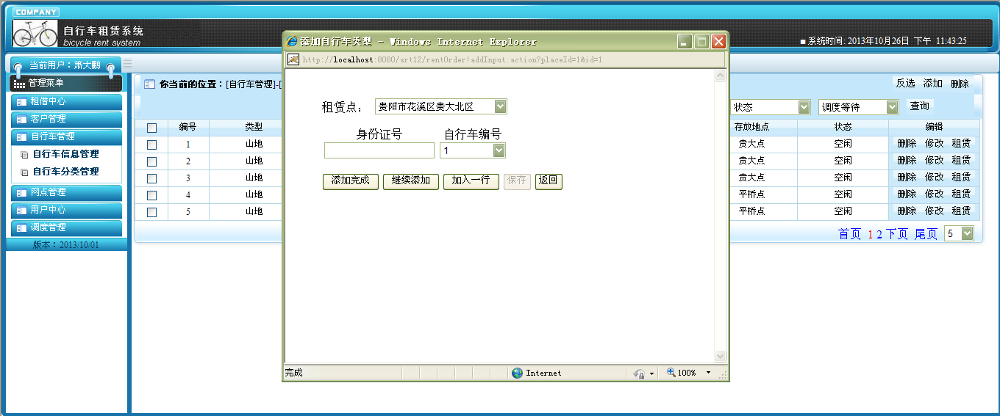 COMPANY
自行车租赁系统
bicycle rent system
系统时间:2013年10月26日 下午 11:43:25
当前用户：萧大鹏
管理菜单
租借中心
客户管理
自行车管理
自行车信息管理
自行车分类管理
网点管理
用户中心
调度管理
版本：2013/10/01
你当前的位置：[自行车管理]-[
反选 添加 删除
状态 调度等待 查询
编号 类型 存放地点 状态 编辑
1 山地 贵大点 空闲 删除 修改 租赁
2 山地 贵大点 空闲 删除 修改 租赁
3 山地 贵大点 空闲 删除 修改 租赁
4 山地 平桥点 空闲 删除 修改 租赁
5 山地 平桥点 空闲 删除 修改 租赁
首页 1 2 下页 尾页 5
添加自行车类型 - Windows Internet Explorer
http://localhost:8080/srt12/rentOrder!addInput.action?placeId=1&id=1
租赁点： 贵阳市花溪区贵大北区
身份证号 自行车编号
1
添加完成 继续添加 加入一行 保存 返回
完成 Internet 100%